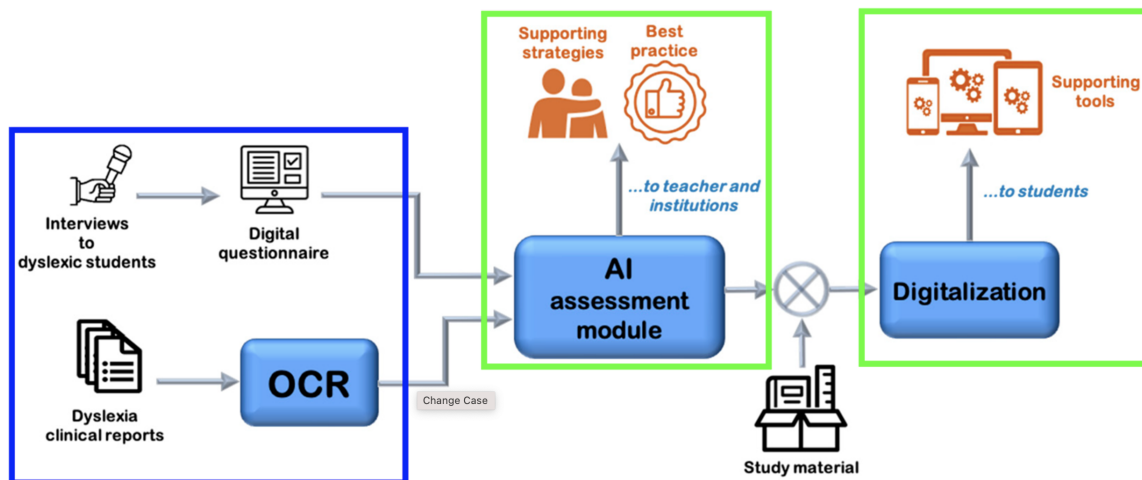 Interviews
to
dyslexic students
Digital
questionnaire
Dyslexia
clinical reports
OCR
Change Case
Supporting
strategies
Best
practice
...to teacher and
institutions
AI
assessment
module
Study material
Supporting
tools
...to students
Digitalization